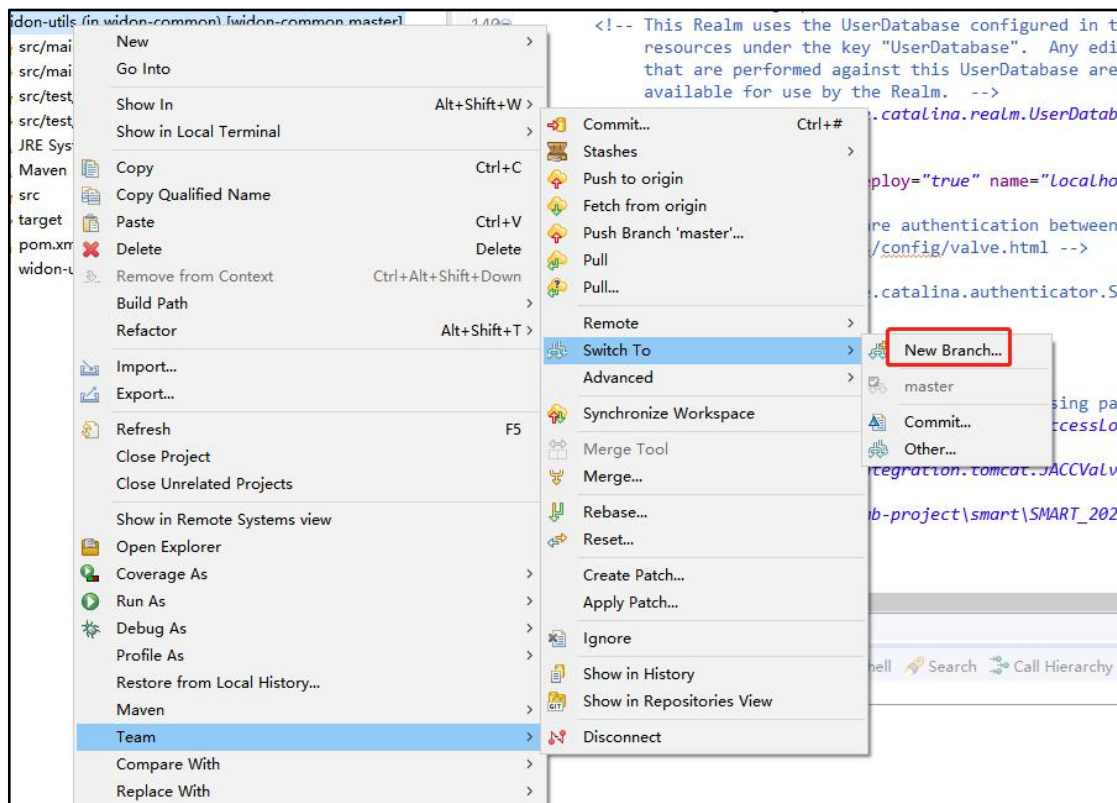 idon-utils (in widon-common) [widon-common master]
src/mai
src/mai
src/test
src/test
JRE Sys
Maven
src
target
pom.xm
widon-u
New
Go Into
Show In Alt+Shift+W
Show in Local Terminal
Copy Ctrl+C
Copy Qualified Name
Paste Ctrl+V
Delete Delete
Remove from Context Ctrl+Alt+Shift+Down
Build Path
Refactor Alt+Shift+T
Import...
Export...
Refresh F5
Close Project
Close Unrelated Projects
Show in Remote Systems view
Open Explorer
Coverage As
Run As
Debug As
Profile As
Restore from Local History...
Maven
Team
Compare With
Replace With
Commit... Ctrl+#
Stashes
Push to origin
Fetch from origin
Push Branch 'master'...
Pull
Pull...
Remote
Switch To
Advanced
Synchronize Workspace
Merge Tool
Merge...
Rebase...
Reset...
Create Patch...
Apply Patch...
Ignore
Show in History
GIT Show in Repositories View
Disconnect
New Branch...
master
Commit...
Other...
140
<!-- This Realm uses the UserDatabase configured in t
resources under the key "UserDatabase". Any edi
that are performed against this UserDatabase are
available for use by the Realm. -->
.catalina.realm.UserDatab
ploy="true" name="localho
re authentication between
/config/valve.html -->
.catalina.authenticator.S
sing pa
ccessLo
tegration.tomcat.JACCValv
b-project\smart\SMART_202
hell Search Call Hierarchy